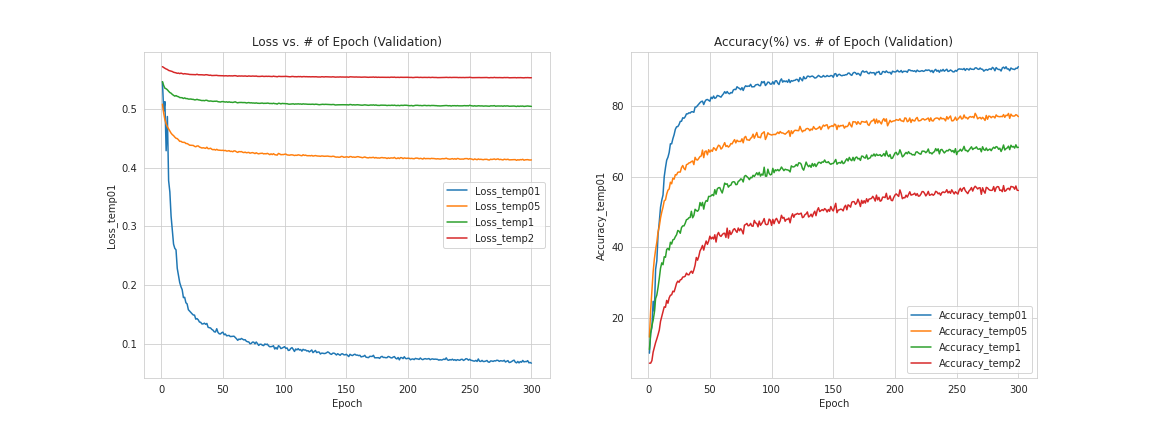 Loss vs. # of Epoch (Validation)
Loss_temp01
0.5
0.4
0.3
0.2
0.1
0 50 100 150 200 250 300
Epoch
Loss_temp01
Loss_temp05
Loss_temp1
Loss_temp2
Accuracy(%) vs. # of Epoch (Validation)
Accuracy_temp01
80
60
40
20
0 50 100 150 200 250 300
Epoch
Accuracy_temp01
Accuracy_temp05
Accuracy_temp1
Accuracy_temp2